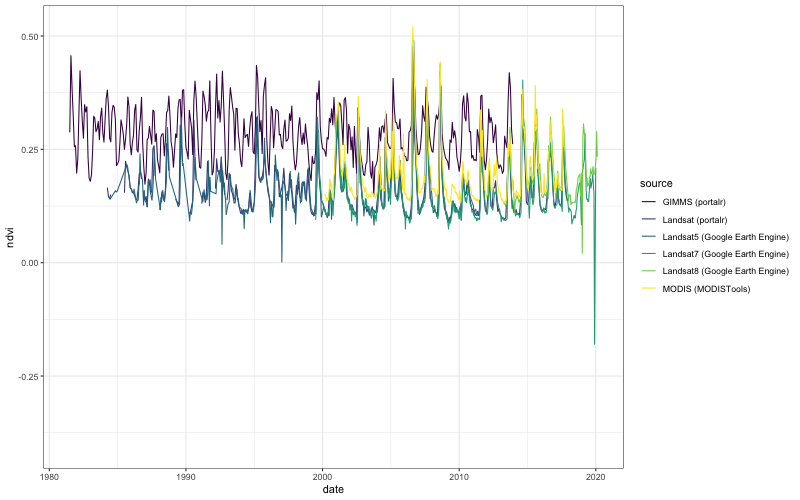 0.50
0.25
0.00
-0.25
ndvi
1980
1990
2000
2010
2020
date
source
GIMMS (portalr)
Landsat (portalr)
Landsat5 (Google Earth Engine)
Landsat7 (Google Earth Engine)
Landsat8 (Google Earth Engine)
MODIS (MODISTools)